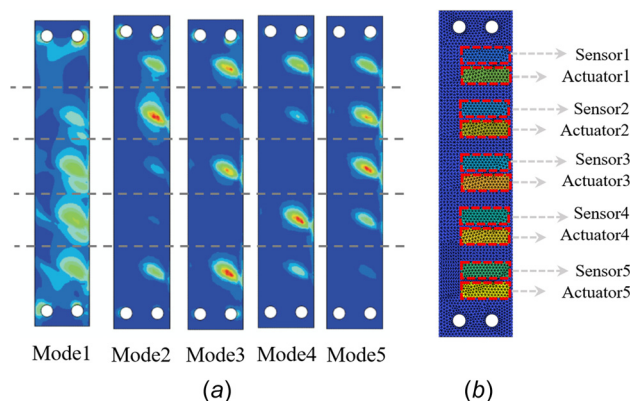 Sensor1
Actuator1
Sensor2
Actuator2
Sensor3
Actuator3
Sensor4
Actuator4
Sensor5
Actuator5
Mode1 Mode2 Mode3 Mode4 Mode5
(a) (b)